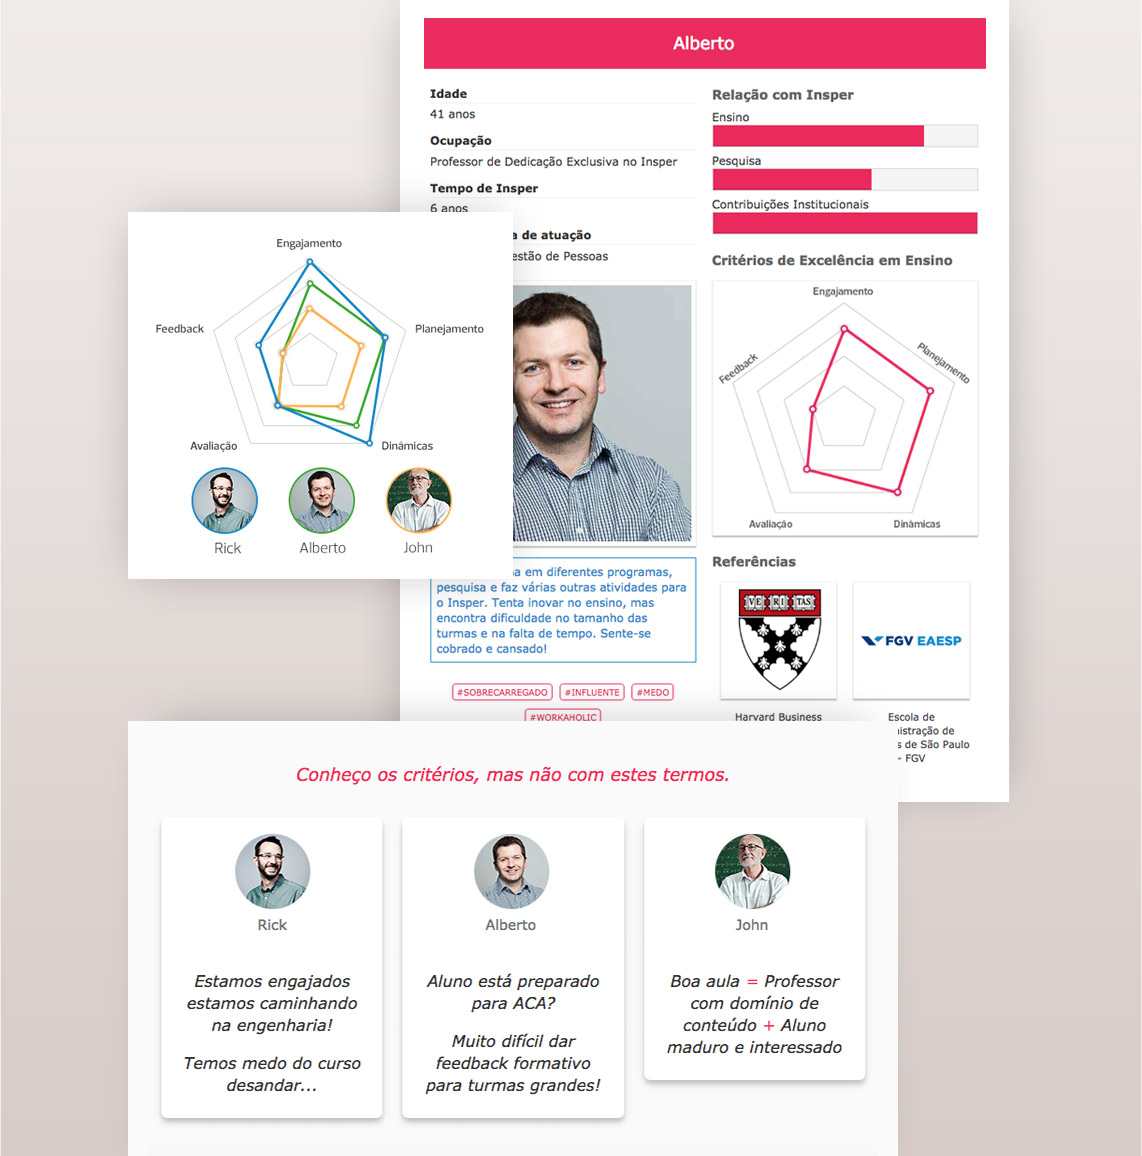 Alberto
Idade
41 anos
Ocupação
Professor de Dedicação Exclusiva no Insper
Tempo de Insper
6 anos
de atuação
estão de Pessoas
Relação com Insper
Ensino
Pesquisa
Contribuições Institucionais
Critérios de Excelência em Ensino
Engajamento
Planejamento
Feedback
Avaliação
Dinâmicas
Engajamento
Feedback
Planejamento
Avaliação
Dinâmicas
Rick
Alberto
John
em diferentes programas,
pesquisa e faz várias outras atividades para
o Insper. Tenta inovar no ensino, mas
encontra dificuldade no tamanho das
turmas e na falta de tempo. Sente-se
cobrado e cansado!
#SOBRECARREGADO #INFLUENTE #MEDO
#WORKAHOLIC
Referências
VE RI TAS
FGV EAESP
Harvard Business
Escola de
nistração de
s de São Paulo
- FGV
Conheço os critérios, mas não com estes termos.
Rick
Estamos engajados
estamos caminhando
na engenharia!
Temos medo do curso
desandar...
Alberto
Aluno está preparado
para ACA?
Muito difícil dar
feedback formativo
para turmas grandes!
John
Boa aula = Professor
com domínio de
conteúdo + Aluno
maduro e interessado